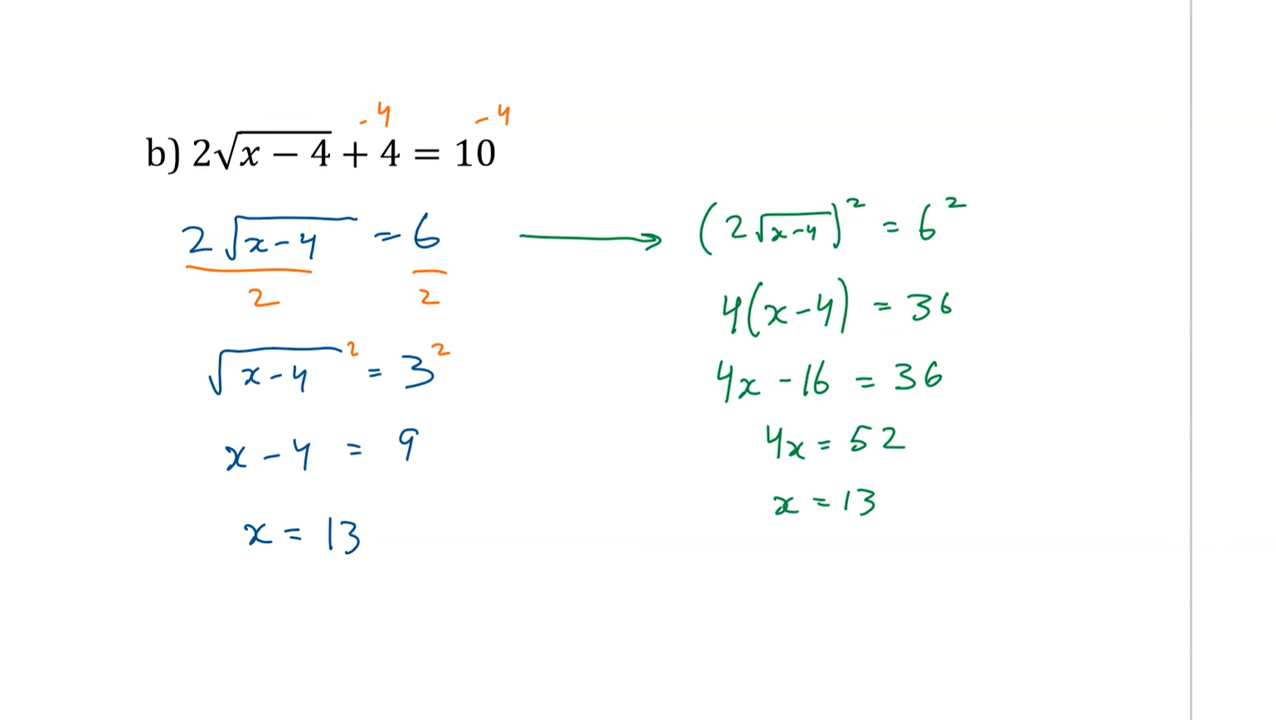 -4 -4
b) 2√x − 4 + 4 = 10
2√x-4 = 6
2 2
√x-4² = 3²
x-4 = 9
x = 13
(2√x-4)² = 6²
4(x-4) = 36
4x -16 = 36
4x = 52
x = 13